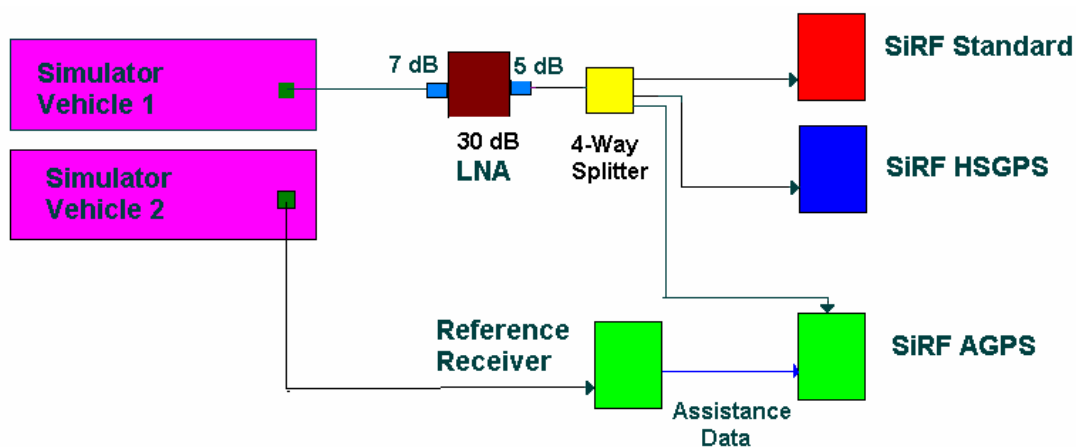 Simulator
Vehicle 1
7 dB
5 dB
30 dB
LNA
4-Way
Splitter
SiRF Standard
SiRF HSGPS
Simulator
Vehicle 2
Reference
Receiver
SiRF AGPS
Assistance
Data